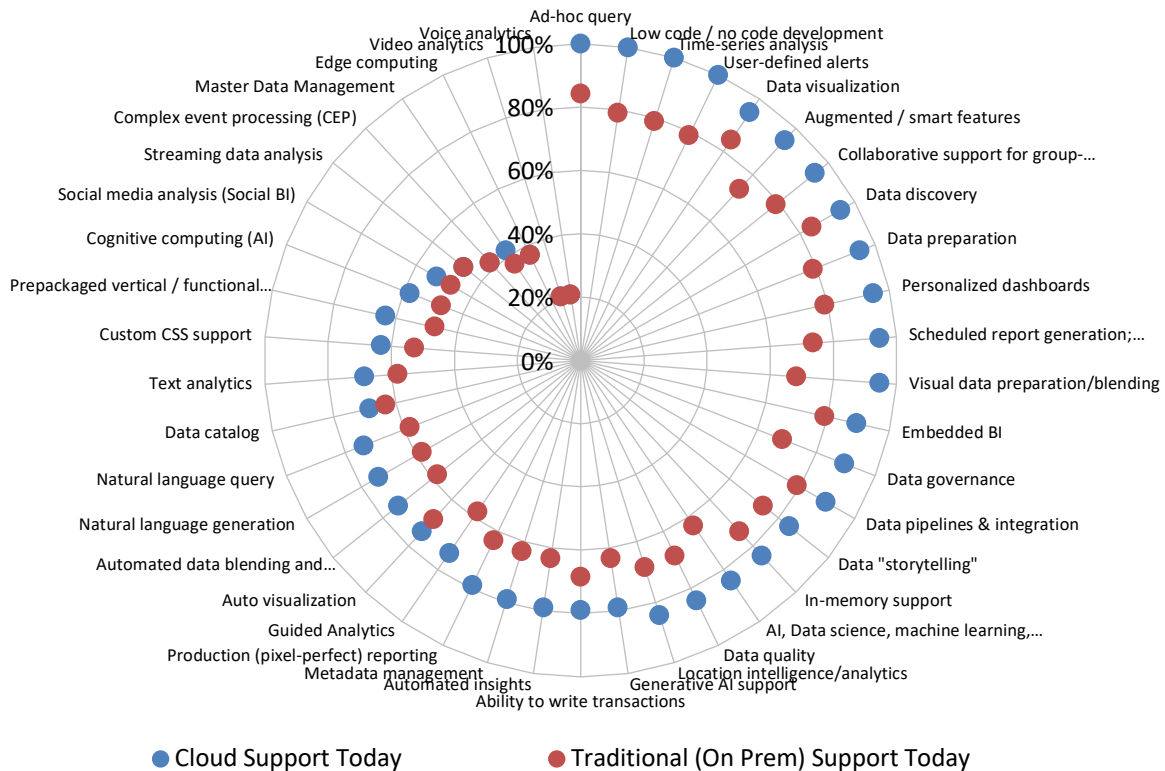 Ad-hoc query
Low code / no code development
Time-series analysis
User-defined alerts
Data visualization
Augmented / smart features
Collaborative support for group-...
Data discovery
Data preparation
Personalized dashboards
Scheduled report generation;...
Visual data preparation/blending
Embedded BI
Data governance
Data pipelines & integration
Data "storytelling"
In-memory support
AI, Data science, machine learning,...
Data quality
Location intelligence/analytics
Generative AI support
Ability to write transactions
Automated insights
Metadata management
Production (pixel-perfect) reporting
Guided Analytics
Auto visualization
Automated data blending and...
Natural language generation
Natural language query
Data catalog
Text analytics
Custom CSS support
Prepackaged vertical / functional...
Cognitive computing (AI)
Social media analysis (Social BI)
Streaming data analysis
Complex event processing (CEP)
Master Data Management
Edge computing
Video analytics
Voice analytics
100%
80%
60%
40%
20%
0%
Cloud Support Today
Traditional (On Prem) Support Today